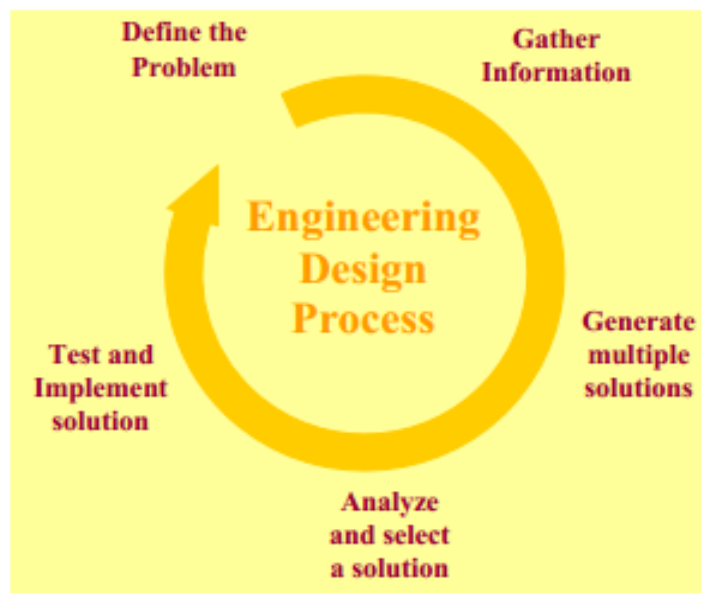 Define the
Problem
Gather
Information
Engineering
Design
Process
Generate
multiple
solutions
Test and
Implement
solution
Analyze
and select
a solution